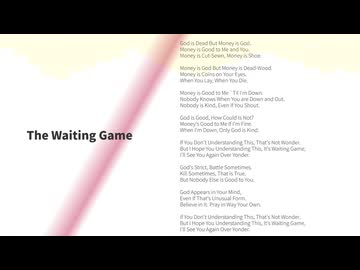 The Waiting Game
God is Dead But Money is God.
Money is Good to Me and You.
Money is Cut-Sewn, Money is Shoe.
Money is God But Money is Dead-Wood.
Money is Coins on Your Eyes,
When You Lay, When You Die.
Money is Good to Me `Til I'm Down.
Nobody Knows When You are Down and Out.
Nobody is Kind, Even if You Shout.
God is Good, How Could Is Not?
Money's Good to Me If I'm Fine.
When I'm Down, Only God is Kind.
If You Don't Understanding This, That's Not Wonder.
But I Hope You Understanding This, It's Waiting Game,
I'll See You Again Over Yonder.
God's Strict, Battle Sometimes.
Kill Sometimes, That is True.
But Nobody Else is Good to You.
God Appears in Your Mind,
Even If That's Unusual Form.
Believe in It. Pray in Way Your Own.
If You Don't Understanding This, That's Not Wonder.
But I Hope You Understanding This, It's Waiting Game,
I'll See You Again Over Yonder.